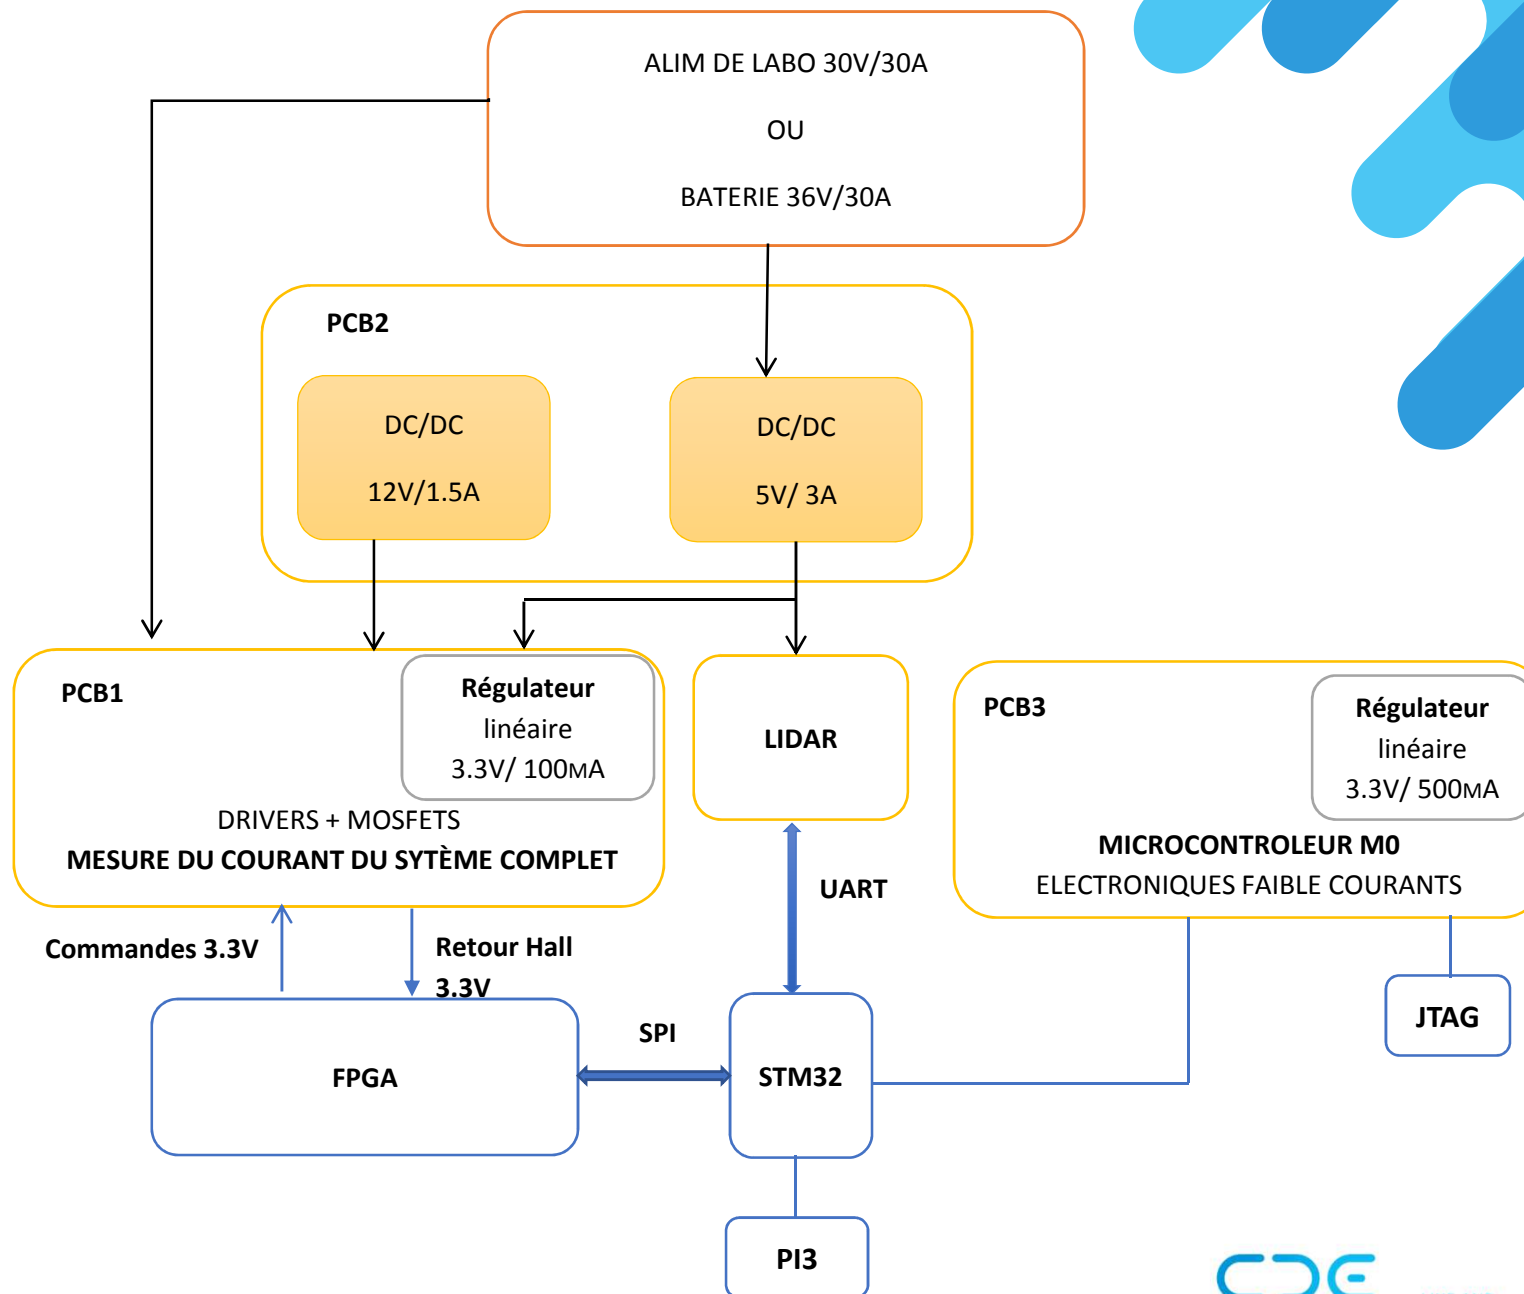 ALIM DE LABO 30V/30A
OU
BATERIE 36V/30A
PCB2
DC/DC
12V/1.5A
DC/DC
5V/ 3A
PCB1
Régulateur
linéaire
3.3V/ 100MA
DRIVERS + MOSFETS
MESURE DU COURANT DU SYTÈME COMPLET
LIDAR
PCB3
Régulateur
linéaire
3.3V/ 500MA
MICROCONTROLEUR M0
ELECTRONIQUES FAIBLE COURANTS
UART
Commandes 3.3V
Retour Hall
3.3V
JTAG
FPGA
SPI
STM32
PI3
CDE